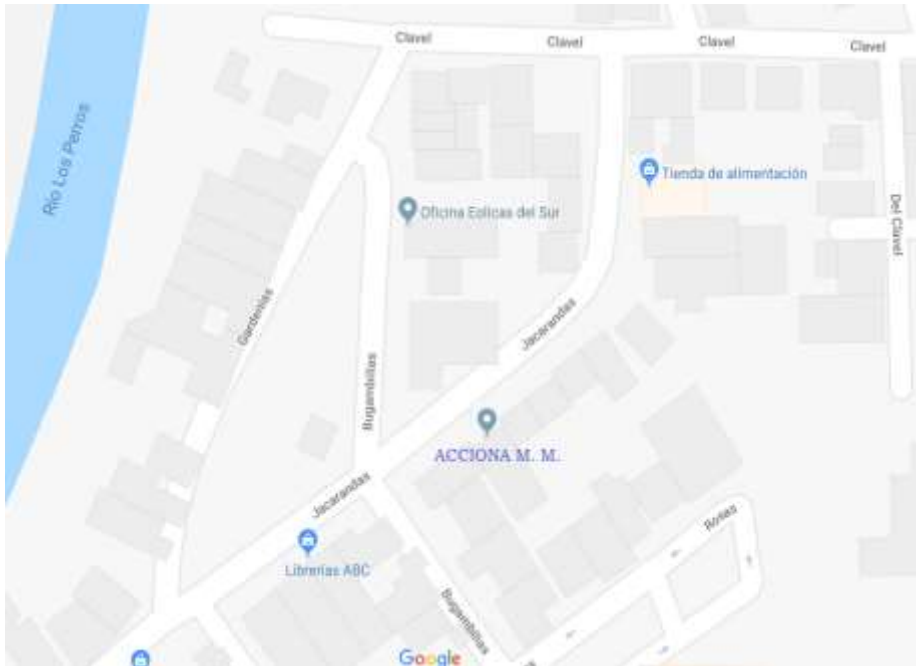 Clavel
Clavel
Clavel
Clavel
Río Los Perros
Tienda de alimentación
Oficina Eolicas del Sur
Del Clavel
Gardenias
Jacarandas
Bugambilias
ACCIONA M. M.
Jacarandas
Rosas
Librerías ABC
Bugambilias
Google